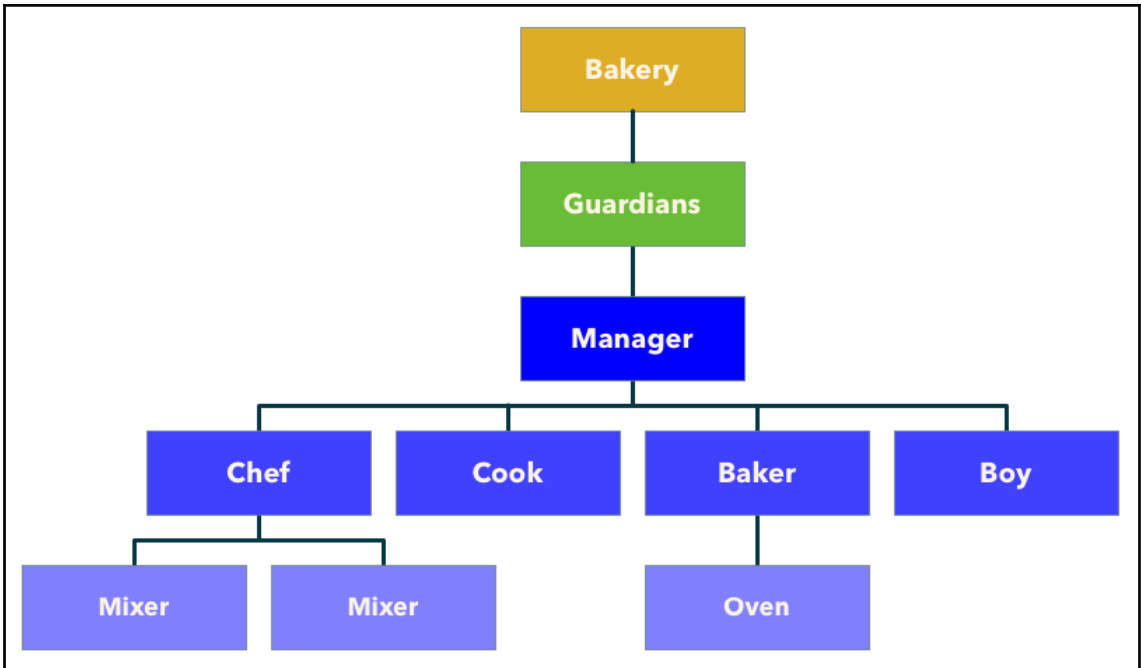 Bakery
Guardians
Manager
Chef
Cook
Baker
Boy
Mixer
Mixer
Oven